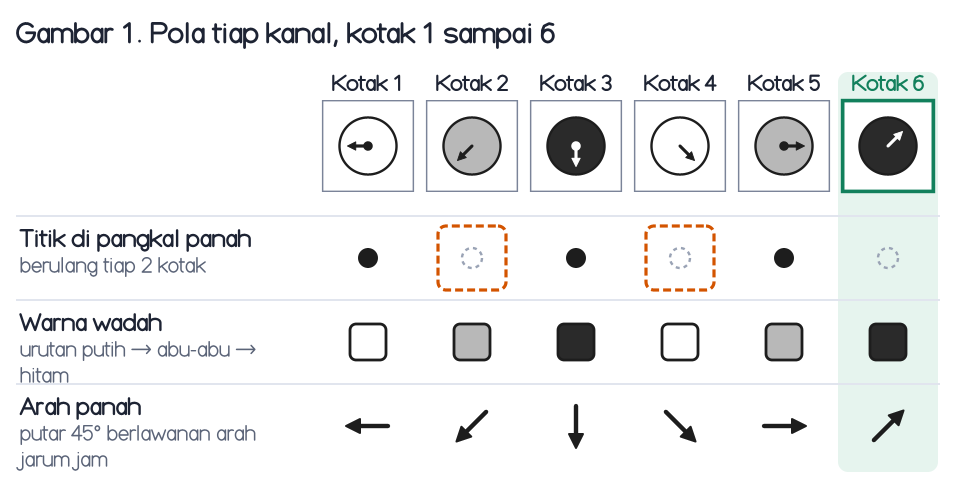 Gambar 1. Pola tiap kanal, kotak 1 sampai 6
Kotak 1 Kotak 2 Kotak 3 Kotak 4 Kotak 5 Kotak 6
Titik di pangkal panah
berulang tiap 2 kotak
Warna wadah
urutan putih → abu-abu →
hitam
Arah panah
putar 45° berlawanan arah
jarum jam